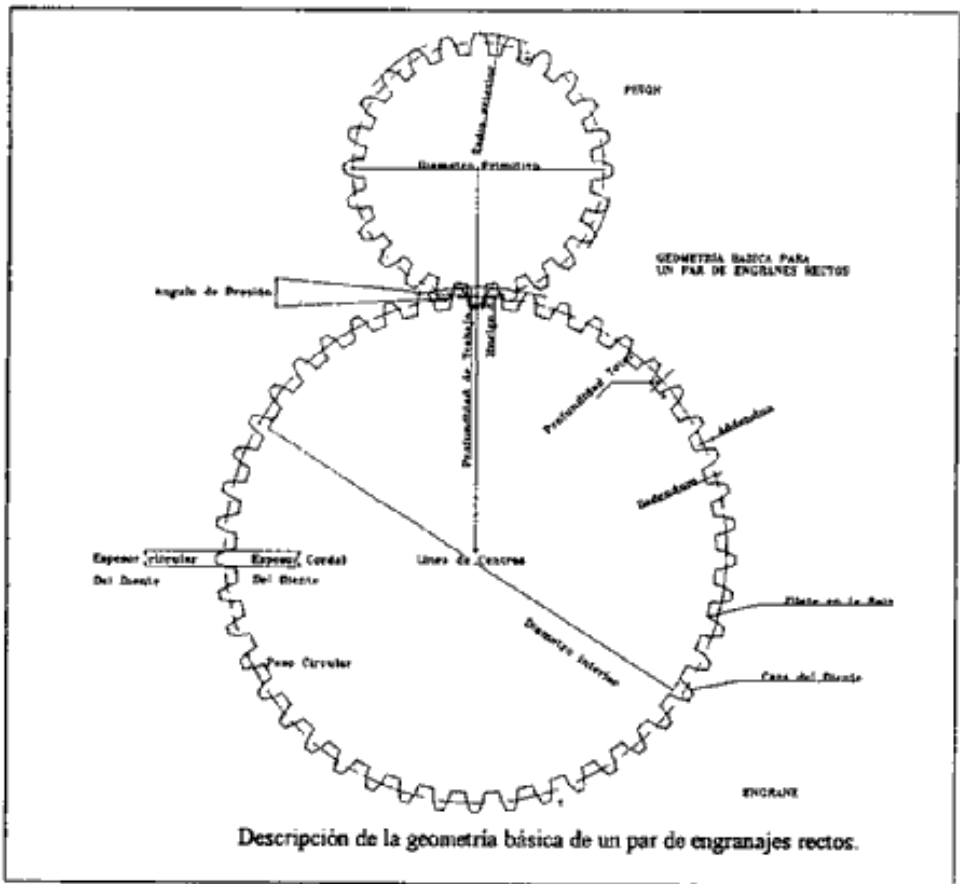 PIÑON
Radio exterior
Diametro Primitivo
GEOMETRIA BASICA PARA
UN PAR DE ENGRANES RECTOS
Angulo de Presión
Profundidad de Trabajo
Profundidad Total
Addendum
Dedendum
Espesor circular
Del Diente
Espesor Cordal
Del Diente
Linea de Centros
Filete en la Raiz
Diametro interior
Paso Circular
Cara del Diente
ENGRANE
Descripción de la geometría básica de un par de engranajes rectos.